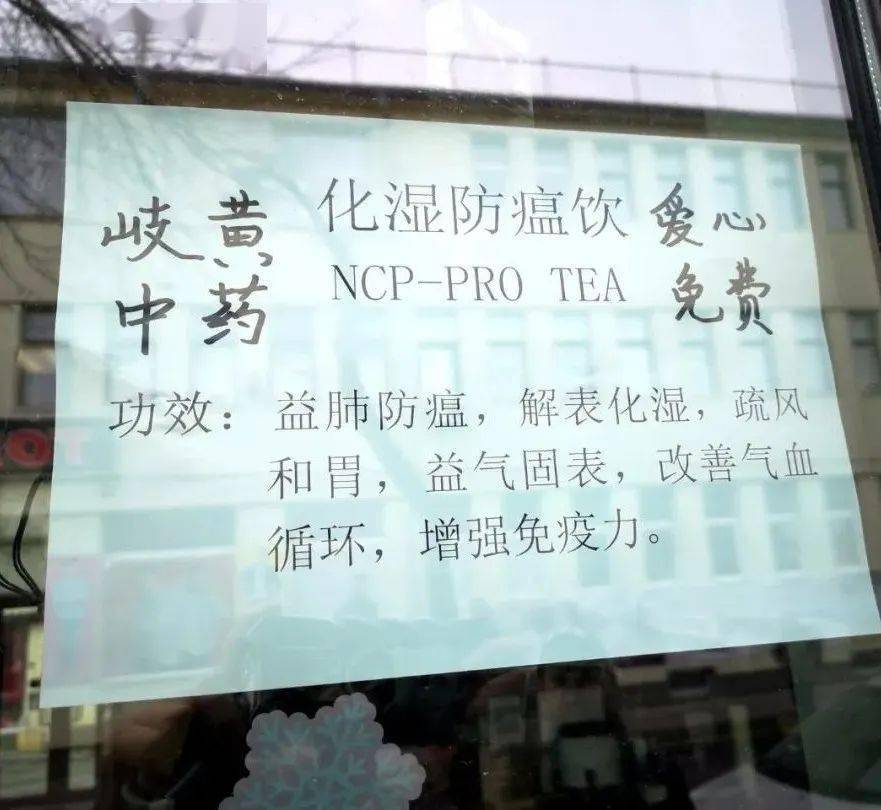 岐黄 化湿防瘟饮 爱心
中药 NCP-PRO TEA 免费
功效：益肺防瘟，解表化湿，疏风
和胃，益气固表，改善气血
循环，增强免疫力。